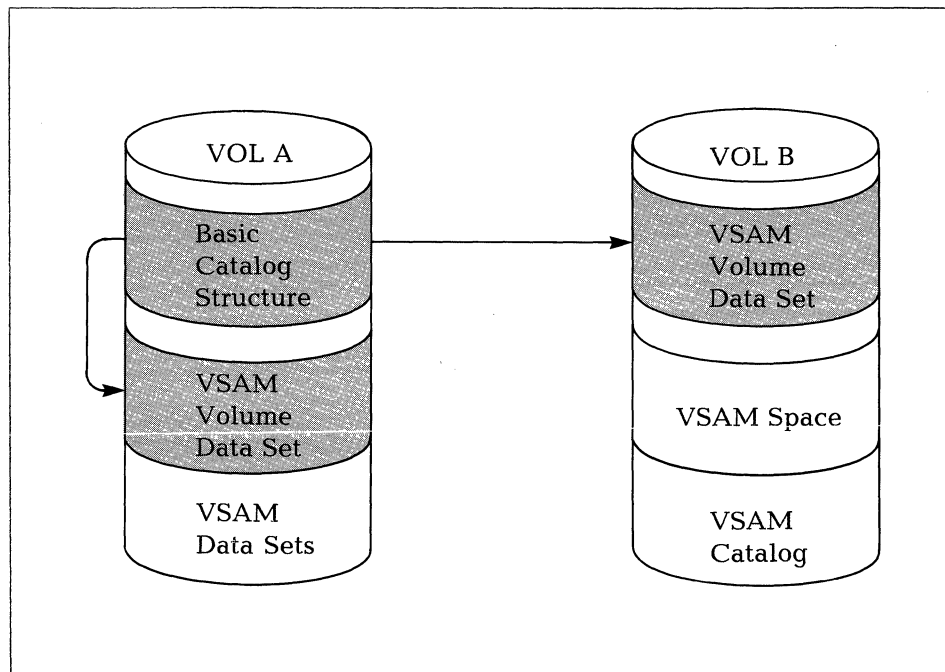 VOL A
Basic
Catalog
Structure
VSAM
Volume
Data Set
VSAM
Data Sets
VOL B
VSAM
Volume
Data Set
VSAM Space
VSAM
Catalog